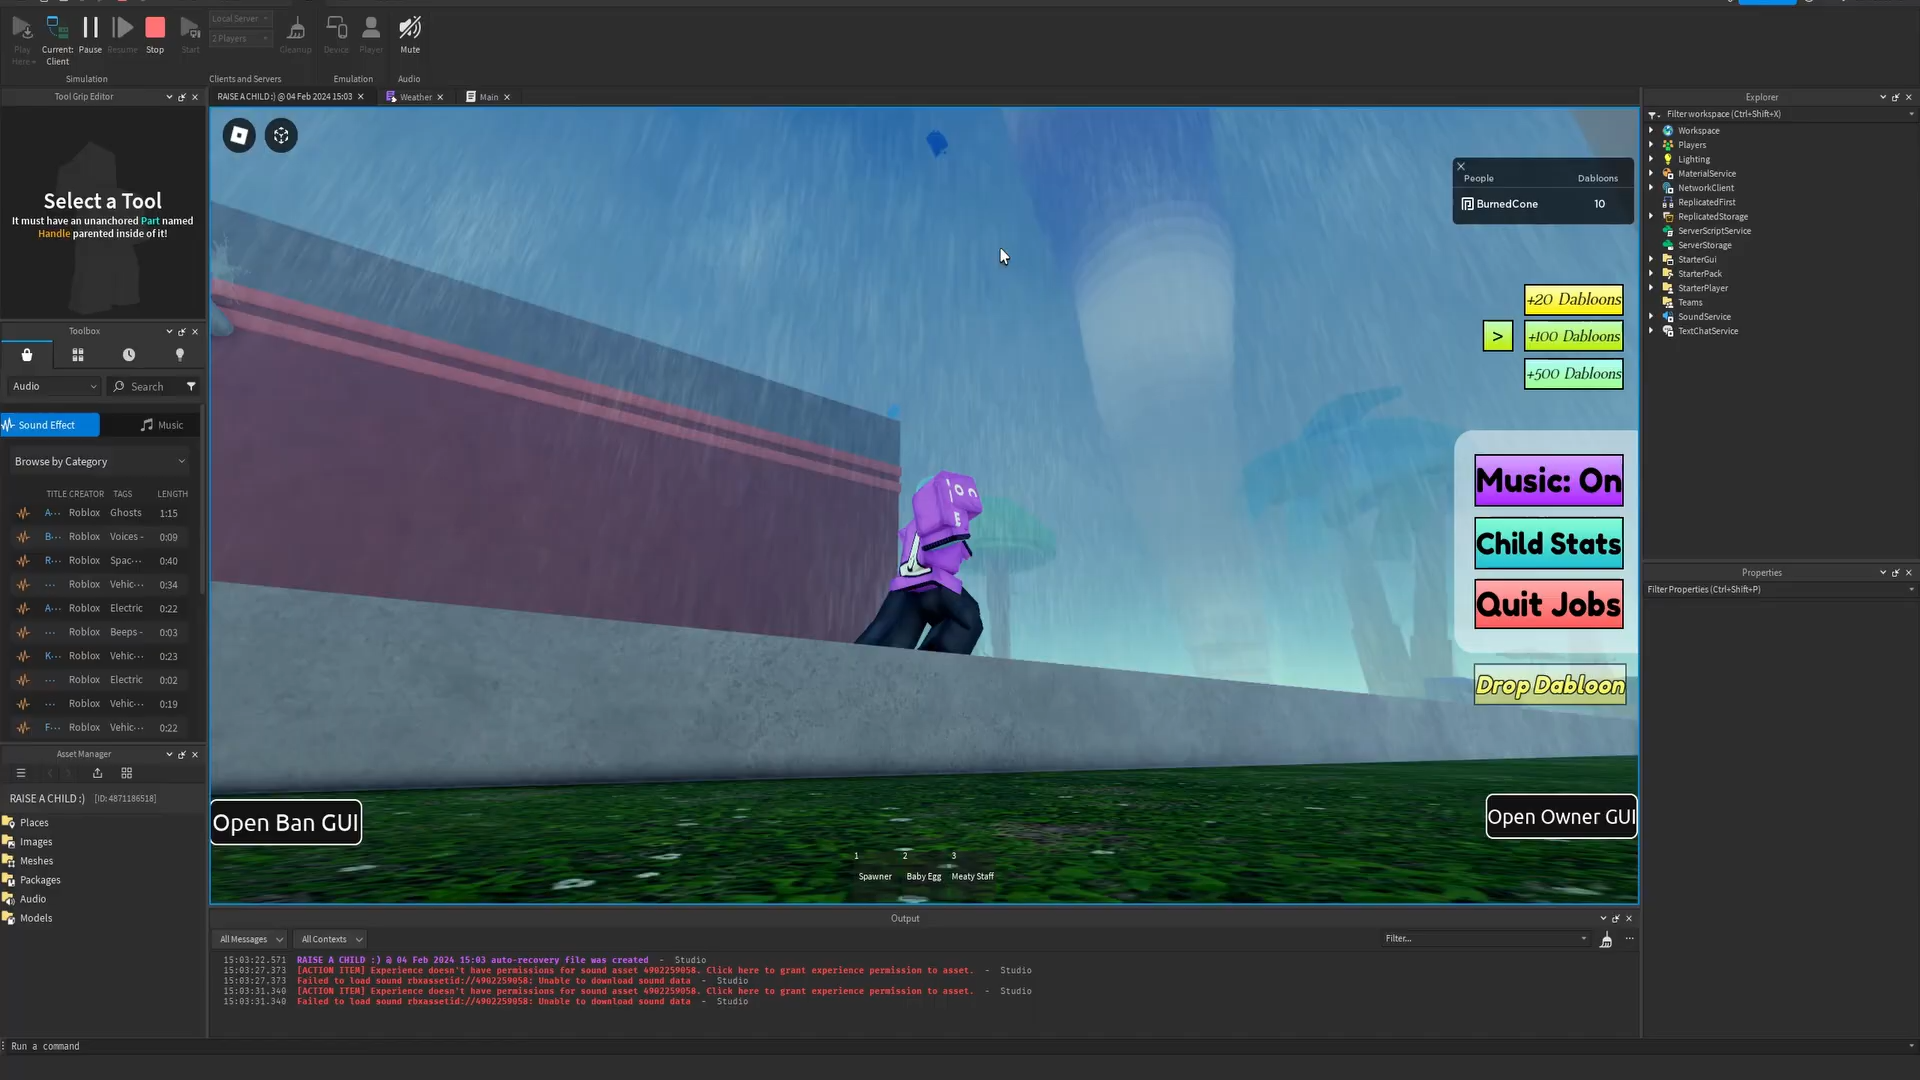 Play
Here
Current:
Client
Pause
Resume
Stop
Start
Local Server
2 Players
Cleanup
Device
Player
Mute
Simulation
Clients and Servers
Emulation
Audio
Tool Grip Editor
RAISE A CHILD :) @ 04 Feb 2024 15:03
Weather
Main
Select a Tool
It must have an unanchored Part named
Handle parented inside of it!
Toolbox
Audio
Search
Sound Effect
Music
Browse by Category
TITLE CREATOR TAGS LENGTH
A... Roblox Ghosts 1:15
B... Roblox Voices - 0:09
R... Roblox Spac... 0:40
... Roblox Vehic... 0:34
A... Roblox Electric 0:22
... Roblox Beeps - 0:03
K... Roblox Vehic... 0:23
... Roblox Electric 0:02
... Roblox Vehic... 0:19
F... Roblox Vehic... 0:22
Asset Manager
RAISE A CHILD :) [ID: 4871186518]
Places
Images
Meshes
Packages
Audio
Models
People Dabloons
BurnedCone 10
+20 Dabloons
> +100 Dabloons
+500 Dabloons
Music: On
Child Stats
Quit Jobs
Drop Dabloon
Open Ban GUI
Open Owner GUI
1 2 3
Spawner Baby Egg Meaty Staff
Output
All Messages
All Contexts
Filter...
15:03:22.571 RAISE A CHILD :) @ 04 Feb 2024 15:03 auto-recovery file was created - Studio
15:03:27.373 [ACTION ITEM] Experience doesn't have permissions for sound asset 4902259058. Click here to grant experience permission to asset. - Studio
15:03:27.373 Failed to load sound rbxassetid://4902259058: Unable to download sound data - Studio
15:03:31.340 [ACTION ITEM] Experience doesn't have permissions for sound asset 4902259058. Click here to grant experience permission to asset. - Studio
15:03:31.340 Failed to load sound rbxassetid://4902259058: Unable to download sound data - Studio
Run a command
Explorer
Filter workspace (Ctrl+Shift+X)
Workspace
Players
Lighting
MaterialService
NetworkClient
ReplicatedFirst
ReplicatedStorage
ServerScriptService
ServerStorage
StarterGui
StarterPack
StarterPlayer
Teams
SoundService
TextChatService
Properties
Filter Properties (Ctrl+Shift+P)